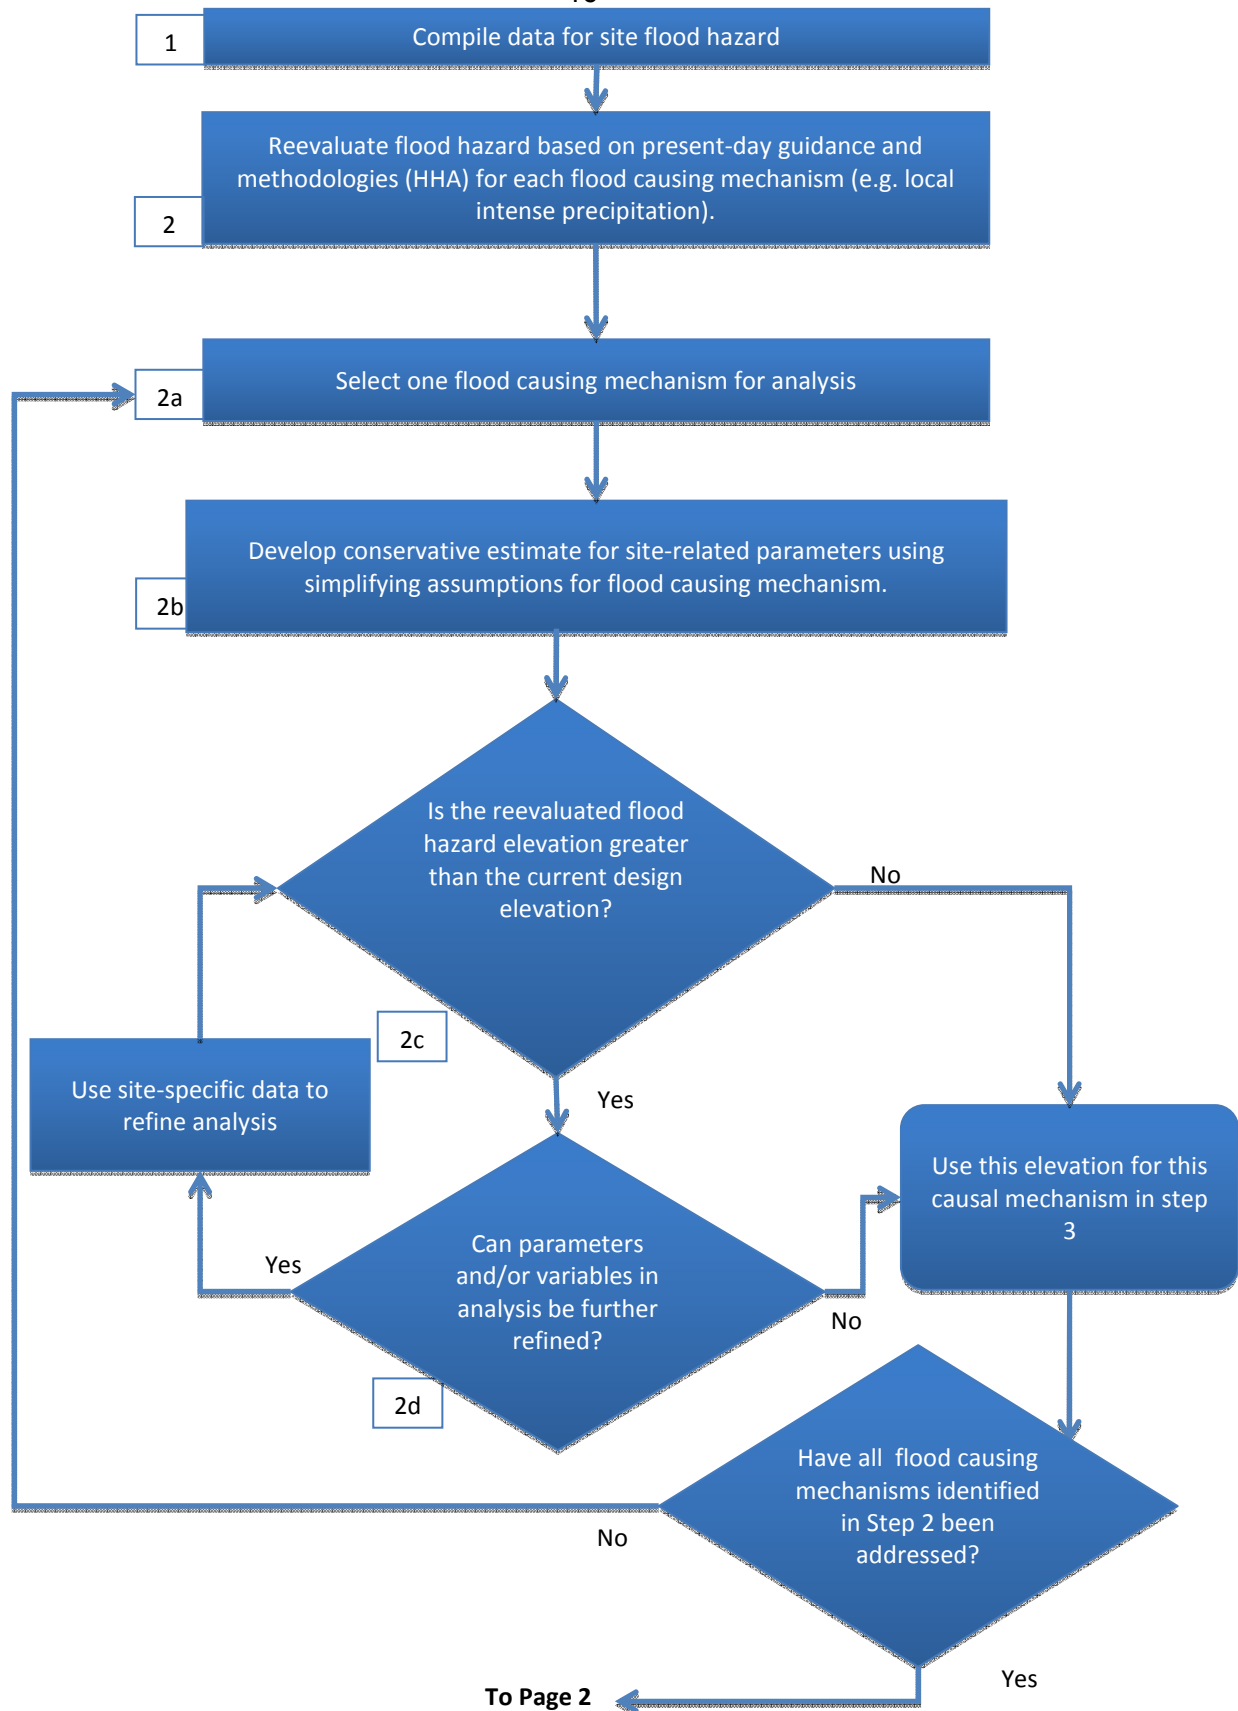 1
Compile data for site flood hazard
Reevaluate flood hazard based on present-day guidance and
methodologies (HHA) for each flood causing mechanism (e.g. local
intense precipitation).
2
Select one flood causing mechanism for analysis
2a
Develop conservative estimate for site-related parameters using
simplifying assumptions for flood causing mechanism.
2b
Is the reevaluated flood
hazard elevation greater
than the current design
elevation?
No
2c
Use site-specific data to
refine analysis
Yes
Use this elevation for this
causal mechanism in step
3
Can parameters
and/or variables in
analysis be further
refined?
Yes
No
2d
Have all  flood causing
mechanisms identified
in Step 2 been
addressed?
No
Yes
To Page 2